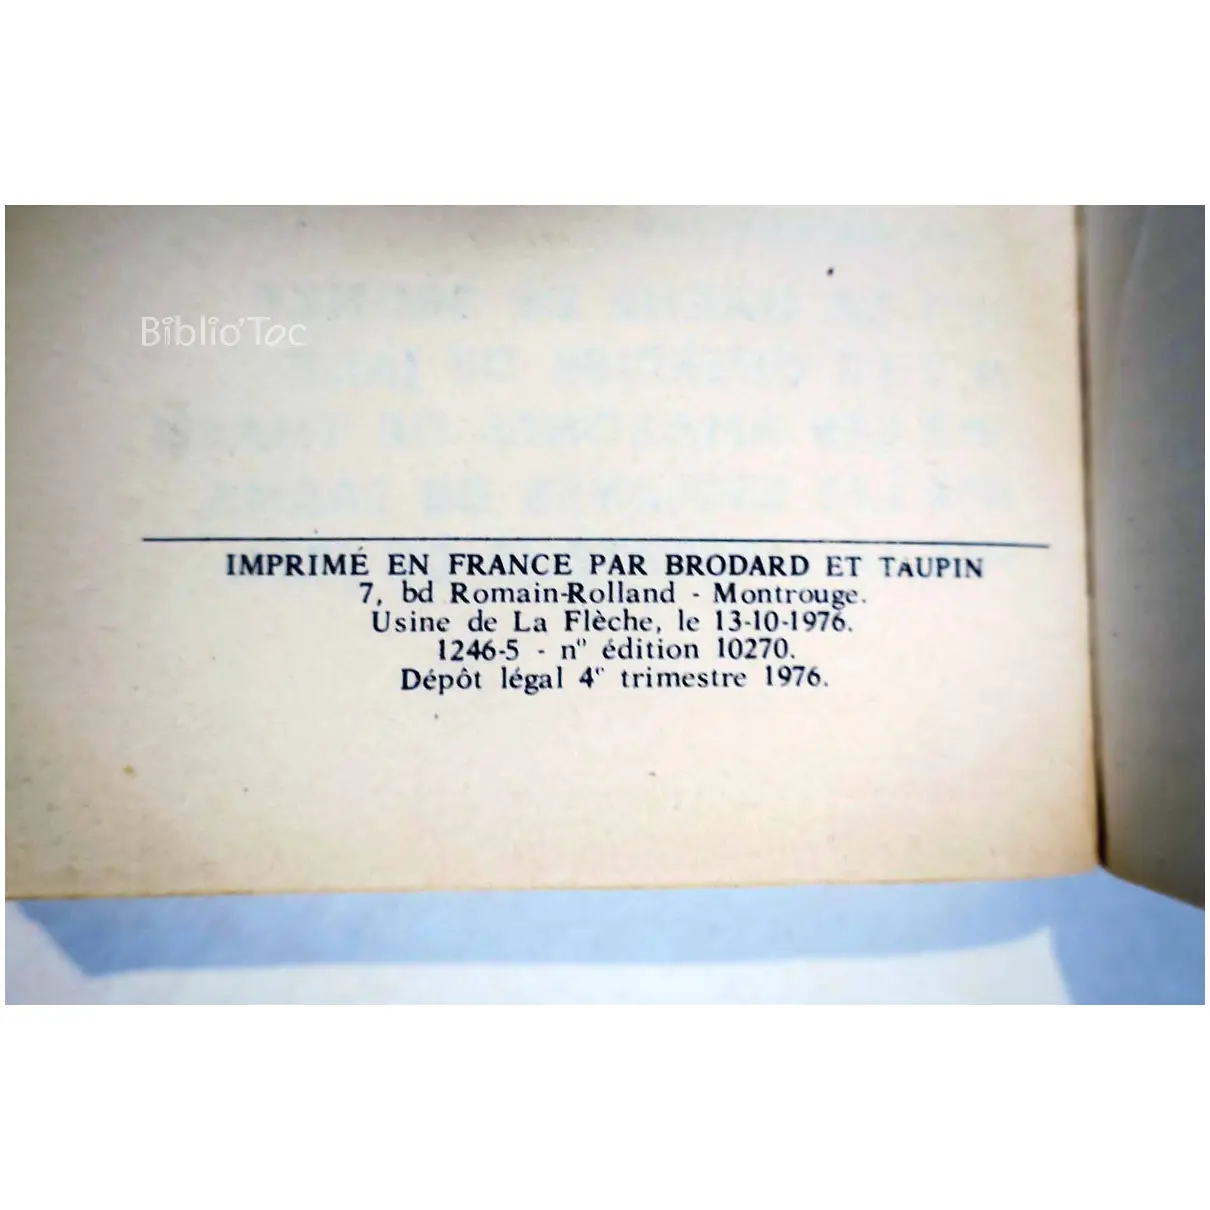 Biblio'Toc
IMPRIMÉ EN FRANCE PAR BRODARD ET TAUPIN
7, bd Romain-Rolland - Montrouge.
Usine de La Flèche, le 13-10-1976.
1246-5 - n° édition 10270.
Dépôt légal 4e trimestre 1976.